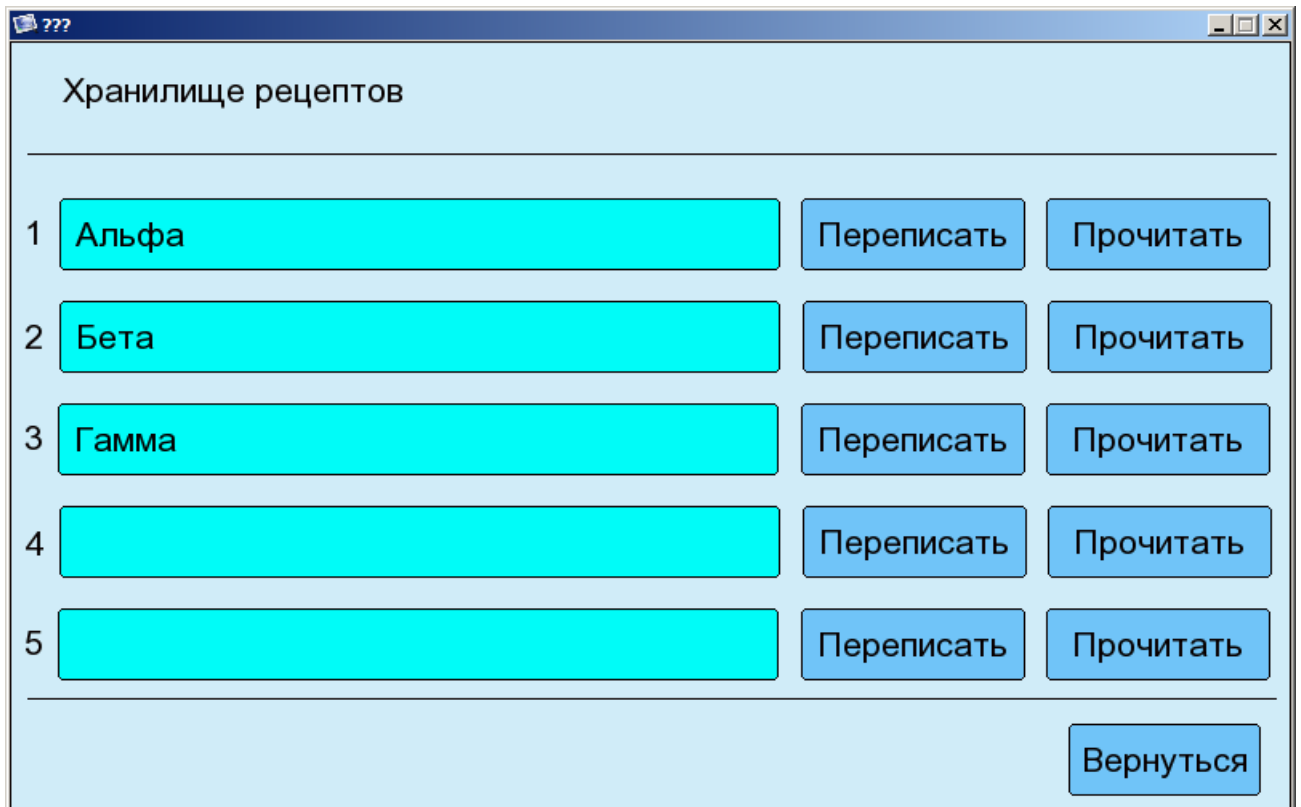 ???
Хранилище рецептов
1 Альфа Переписать Прочитать
2 Бета Переписать Прочитать
3 Гамма Переписать Прочитать
4 Переписать Прочитать
5 Переписать Прочитать
Вернуться